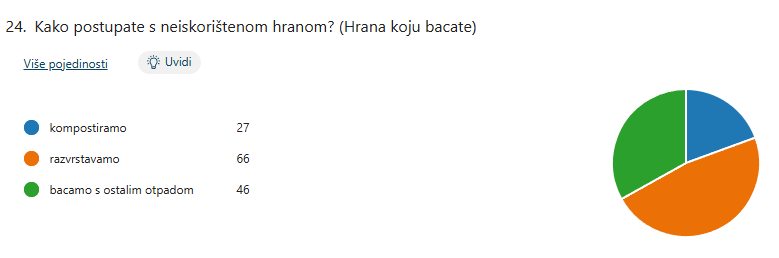 24. Kako postupate s neiskorištenom hranom? (Hrana koju bacate)
Više pojedinosti
Uvidi
kompostiramo 27
razvrstavamo 66
bacamo s ostalim otpadom 46